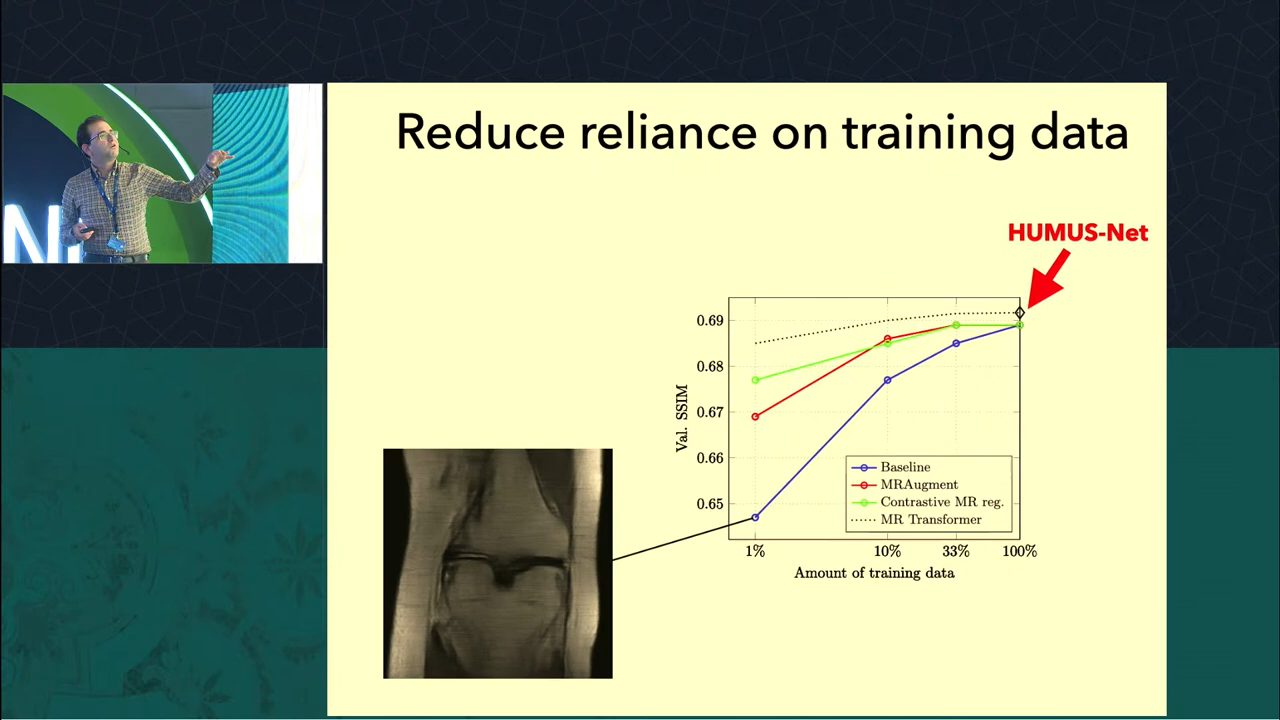 Reduce reliance on training data
HUMUS-Net
0.69
0.68
0.67
0.66
0.65
Val. SSIM
Baseline
MRAugment
Contrastive MR reg.
MR Transformer
1%
10%
33%
100%
Amount of training data